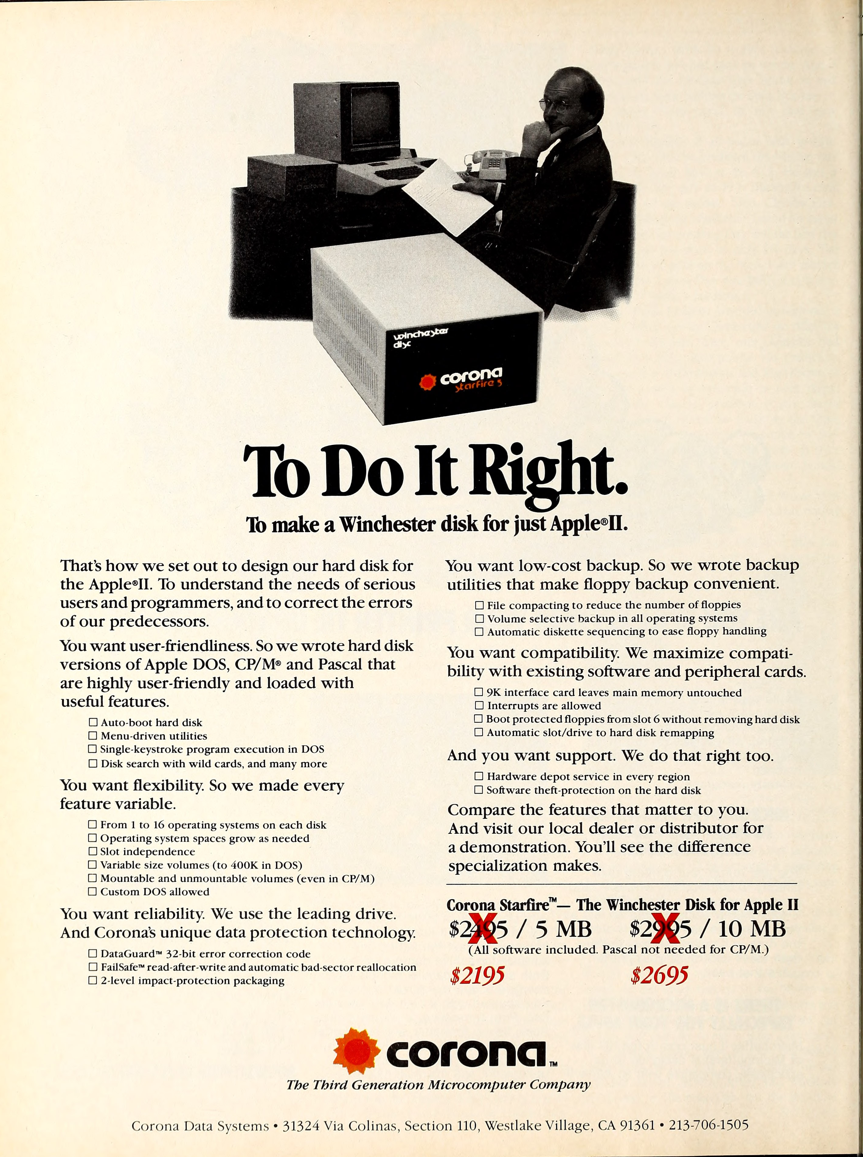 winchester
disc
corona
starfire 5
To Do It Right.
To make a Winchester disk for just Apple®II.
That's how we set out to design our hard disk for
the Apple®II. To understand the needs of serious
users and programmers, and to correct the errors
of our predecessors.
You want user-friendliness. So we wrote hard disk
versions of Apple DOS, CP/M® and Pascal that
are highly user-friendly and loaded with
useful features.
☐ Auto-boot hard disk
☐ Menu-driven utilities
☐ Single-keystroke program execution in DOS
☐ Disk search with wild cards, and many more
You want flexibility. So we made every
feature variable.
☐ From 1 to 16 operating systems on each disk
☐ Operating system spaces grow as needed
☐ Slot independence
☐ Variable size volumes (to 400K in DOS)
☐ Mountable and unmountable volumes (even in CP/M)
☐ Custom DOS allowed
You want reliability. We use the leading drive.
And Corona's unique data protection technology.
☐ DataGuard™ 32-bit error correction code
☐ FailSafe™ read-after-write and automatic bad-sector reallocation
☐ 2-level impact-protection packaging
You want low-cost backup. So we wrote backup
utilities that make floppy backup convenient.
☐ File compacting to reduce the number of floppies
☐ Volume selective backup in all operating systems
☐ Automatic diskette sequencing to ease floppy handling
You want compatibility. We maximize compati-
bility with existing software and peripheral cards.
☐ 9K interface card leaves main memory untouched
☐ Interrupts are allowed
☐ Boot protected floppies from slot 6 without removing hard disk
☐ Automatic slot/drive to hard disk remapping
And you want support. We do that right too.
☐ Hardware depot service in every region
☐ Software theft-protection on the hard disk
Compare the features that matter to you.
And visit our local dealer or distributor for
a demonstration. You'll see the difference
specialization makes.
Corona Starfire™— The Winchester Disk for Apple II
$2495 / 5 MB $2995 / 10 MB
(All software included. Pascal not needed for CP/M.)
$2195 $2695
corona™
The Third Generation Microcomputer Company
Corona Data Systems • 31324 Via Colinas, Section 110, Westlake Village, CA 91361 • 213-706-1505